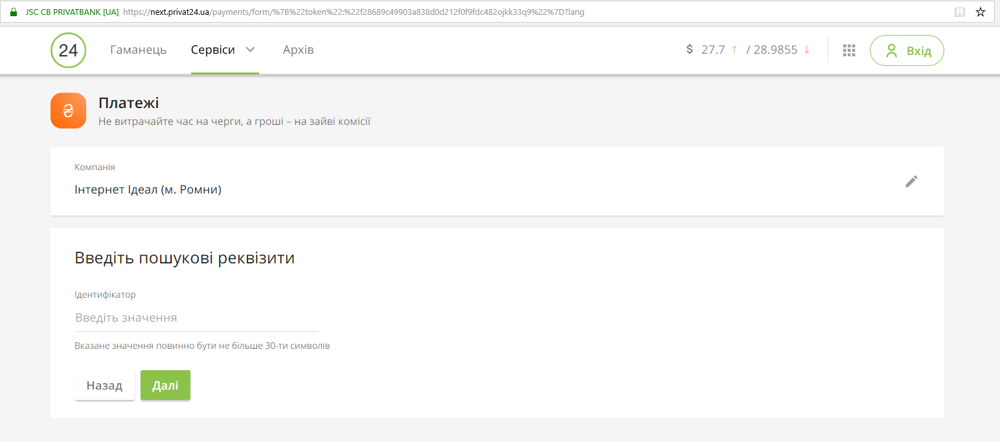 JSC CB PRIVATBANK [UA] https://next.privat24.ua/payments/form/%7B%22token%22:%22f28689c49903a838d0d212f0f9fdc482ojkk33q9%22%7D?lang
24 Гаманець Сервіси Архів $ 27.7 ↑ / 28.9855 ↓ Вхід
₴
Платежі
Не витрачайте час на черги, а гроші – на зайві комісії
Компанія
Інтернет Ідеал (м. Ромни)
Введіть пошукові реквізити
Ідентифікатор
Введіть значення
Вказане значення повинно бути не більше 30-ти символів
Назад Далі